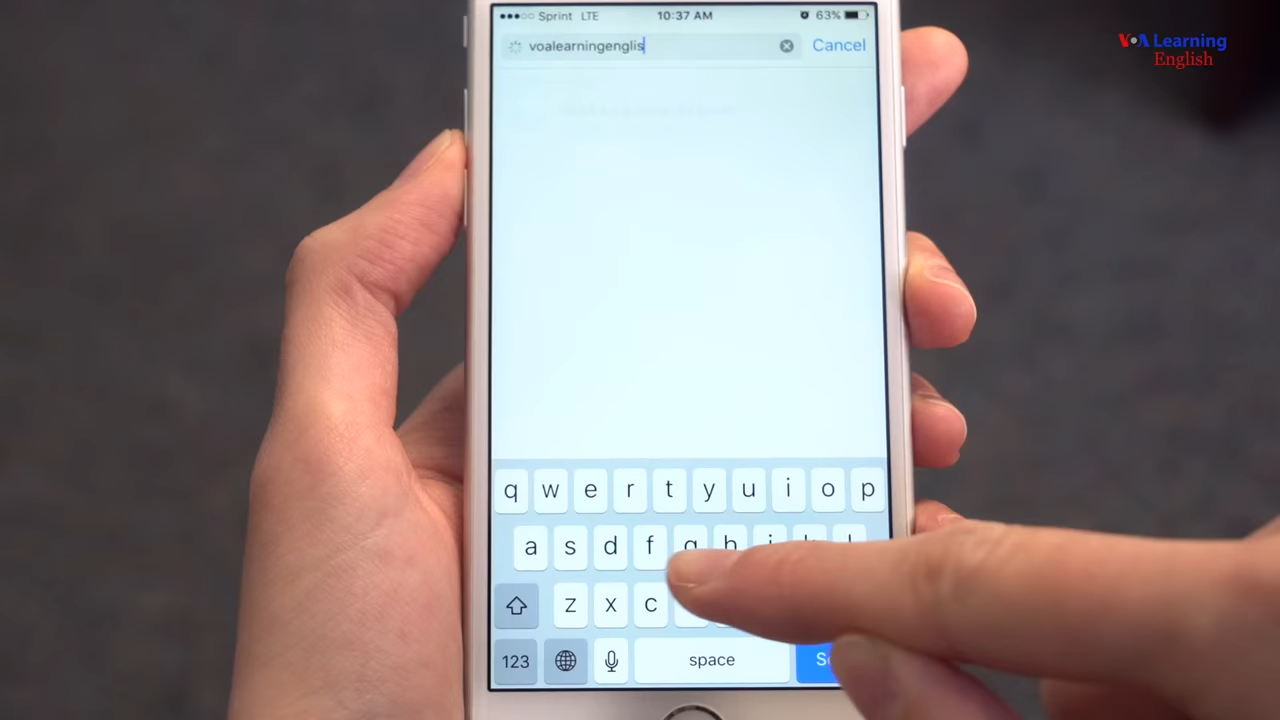 Sprint LTE 10:37 AM 63%
voalearningenglis Cancel
VOA Learning
English
q w e r t y u i o p
a s d f g h j k l
z x c
123 space